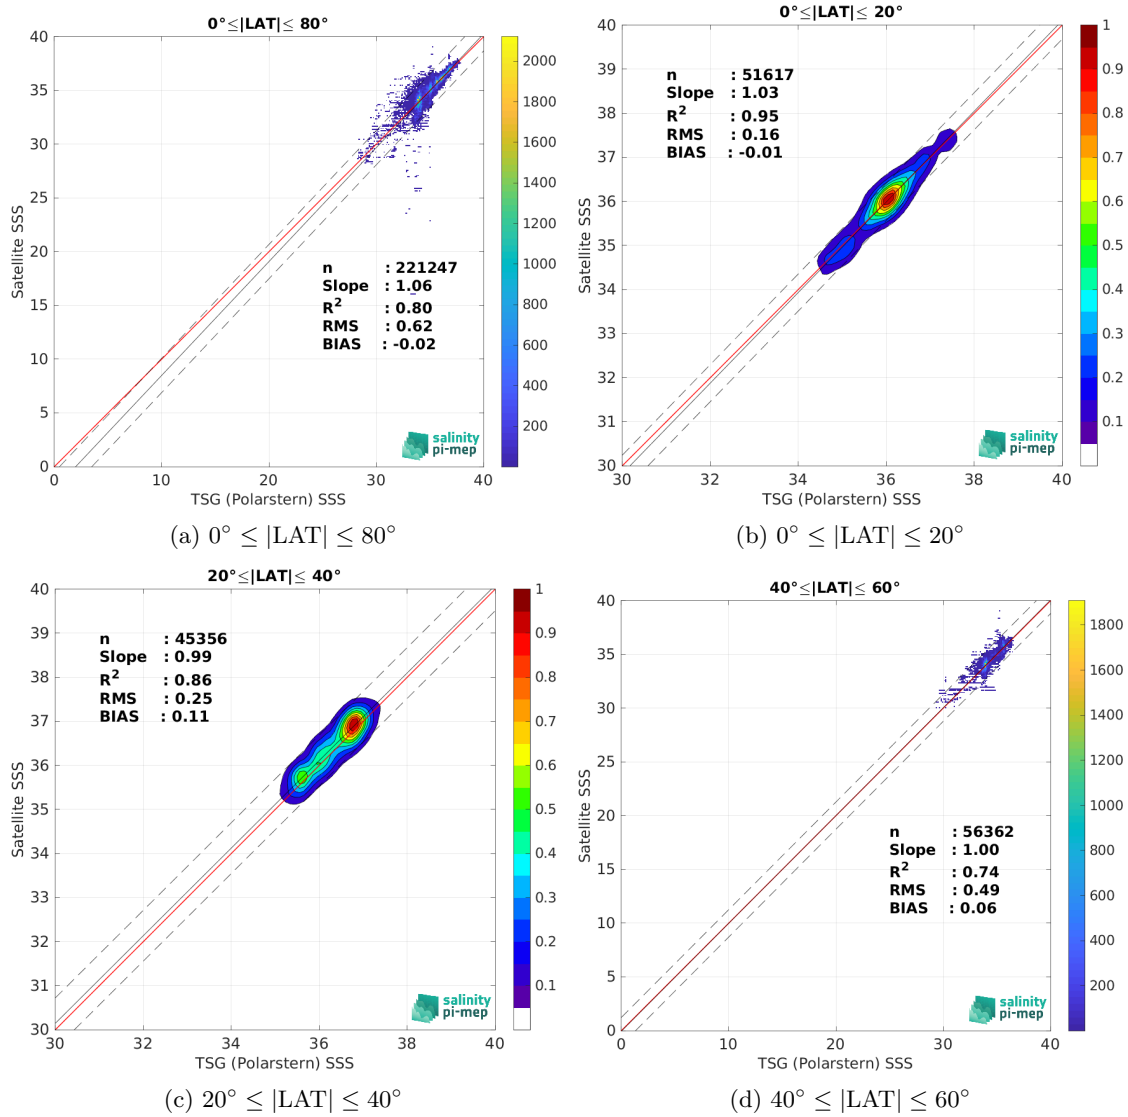 0°≤|LAT|≤ 80°
40
35
30
25
20
15
10
5
0
Satellite SSS
n : 221247
Slope : 1.06
R² : 0.80
RMS : 0.62
BIAS : -0.02
salinity
pi-mep
0 10 20 30 40
TSG (Polarstern) SSS
2000
1800
1600
1400
1200
1000
800
600
400
200
(a) 0° ≤ |LAT| ≤ 80°
0°≤|LAT|≤ 20°
40
39
38
37
36
35
34
33
32
31
30
Satellite SSS
n : 51617
Slope : 1.03
R² : 0.95
RMS : 0.16
BIAS : -0.01
salinity
pi-mep
30 32 34 36 38 40
TSG (Polarstern) SSS
1
0.9
0.8
0.7
0.6
0.5
0.4
0.3
0.2
0.1
(b) 0° ≤ |LAT| ≤ 20°
20°≤|LAT|≤ 40°
40
39
38
37
36
35
34
33
32
31
30
Satellite SSS
n : 45356
Slope : 0.99
R² : 0.86
RMS : 0.25
BIAS : 0.11
salinity
pi-mep
30 32 34 36 38 40
TSG (Polarstern) SSS
1
0.9
0.8
0.7
0.6
0.5
0.4
0.3
0.2
0.1
(c) 20° ≤ |LAT| ≤ 40°
40°≤|LAT|≤ 60°
40
35
30
25
20
15
10
5
0
Satellite SSS
n : 56362
Slope : 1.00
R² : 0.74
RMS : 0.49
BIAS : 0.06
salinity
pi-mep
0 10 20 30 40
TSG (Polarstern) SSS
1800
1600
1400
1200
1000
800
600
400
200
(d) 40° ≤ |LAT| ≤ 60°